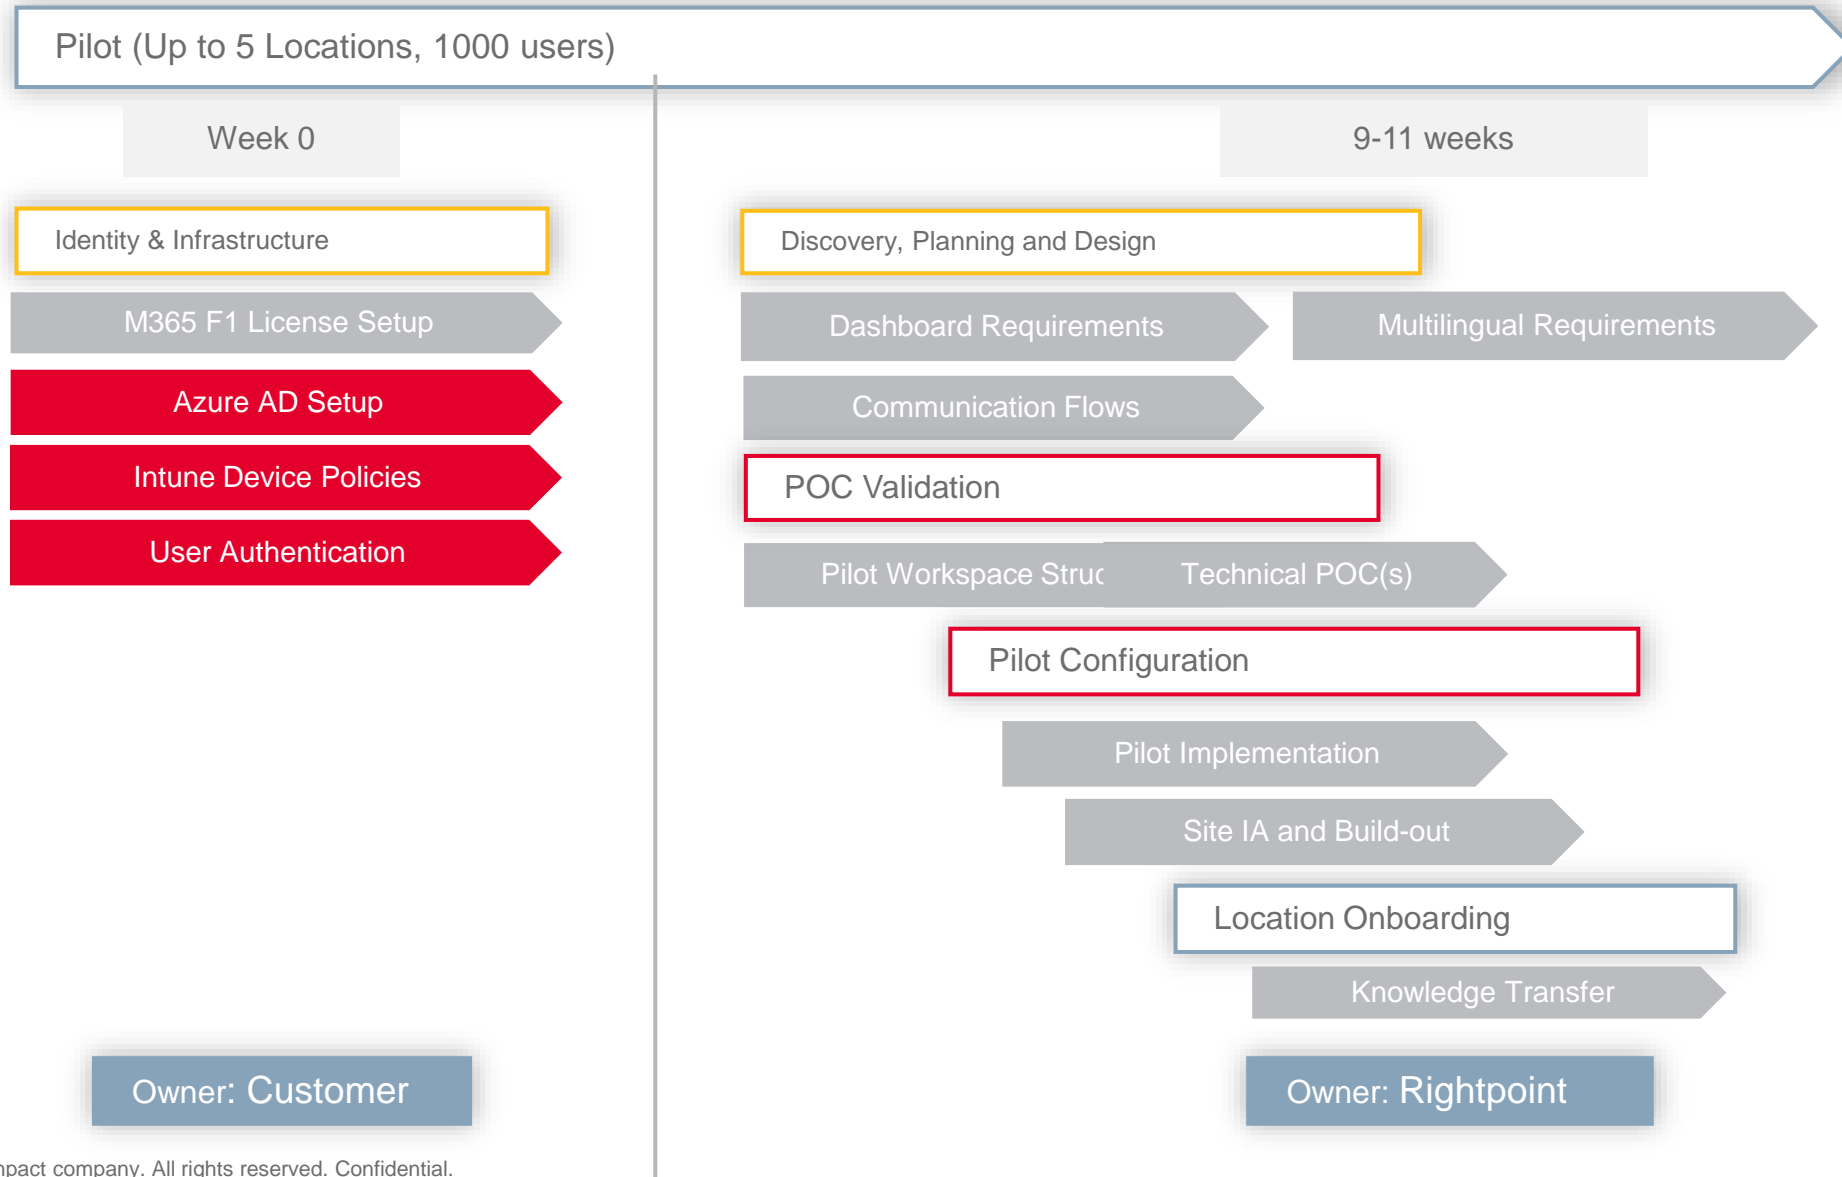 Pilot (Up to 5 Locations, 1000 users)
Week 0
9-11 weeks
Identity & Infrastructure
M365 F1 License Setup
Azure AD Setup
Intune Device Policies
User Authentication
Discovery, Planning and Design
Dashboard Requirements
Multilingual Requirements
Communication Flows
POC Validation
Pilot Workspace
Technical POC(s)
Pilot Configuration
Pilot Implementation
Site IA and Build-out
Location Onboarding
Knowledge Transfer
Owner: Customer
Owner: Rightpoint
company. All rights reserved. Confidential.